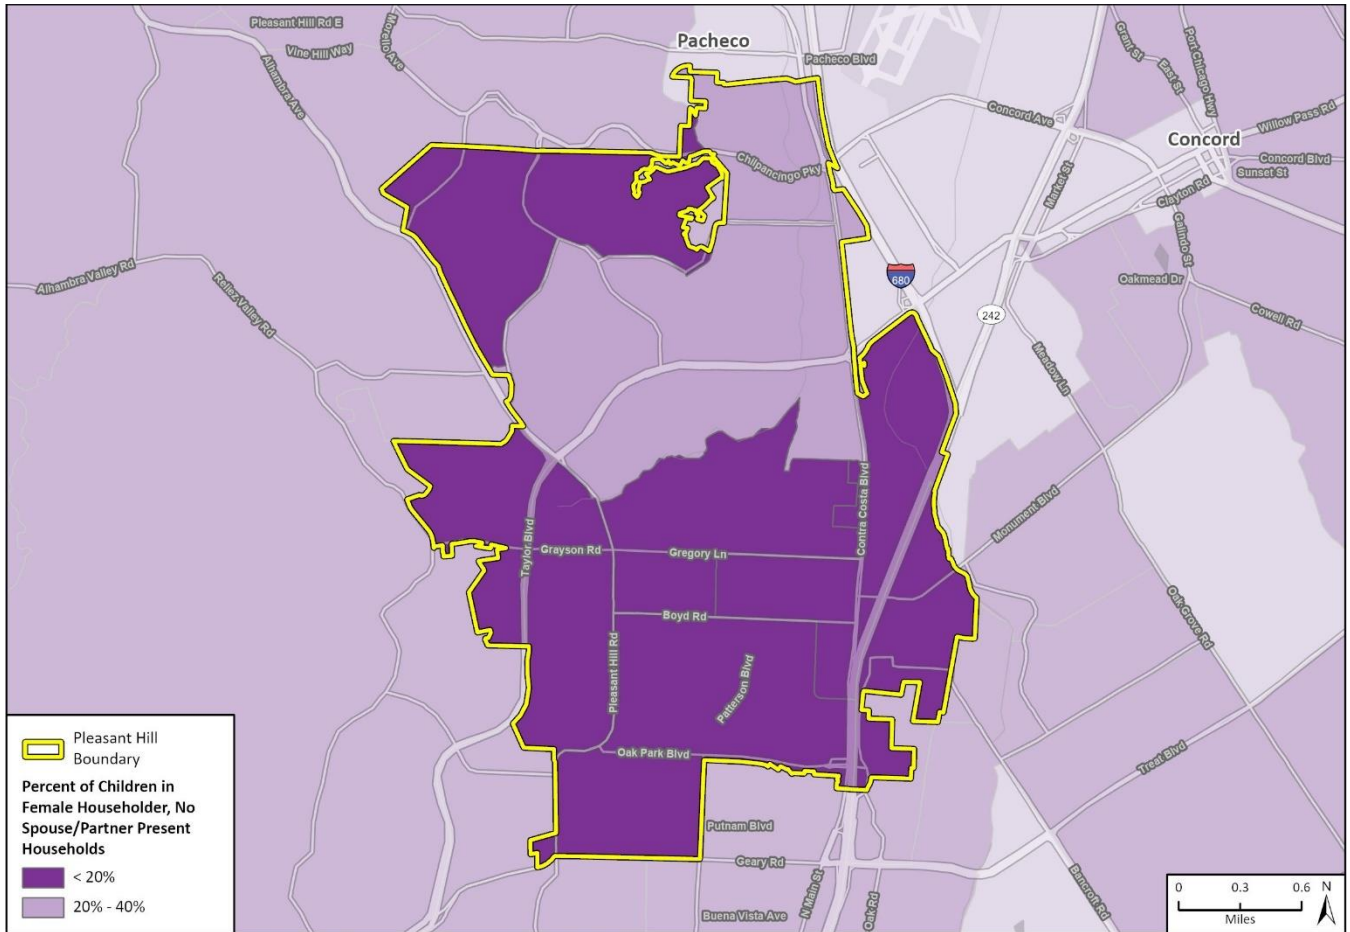 Pleasant Hill Rd E
Morello Ave
Vine Hill Way
Alhambra Ave
Pacheco
Pacheco Blvd
Grant St
East St
Port Chicago Hwy
Concord Ave
Willow Pass Rd
Concord
Concord Blvd
Sunset St
Clayton Rd
Market St
Galindo St
Chilpancingo Pky
Alhambra Valley Rd
Reliez Valley Rd
680
242
Oakmead Dr
Cowell Rd
Meadow Ln
Contra Costa Blvd
Monument Blvd
Taylor Blvd
Grayson Rd
Gregory Ln
Boyd Rd
Oak Grove Rd
Pleasant Hill Rd
Patterson Blvd
Oak Park Blvd
Treat Blvd
Putnam Blvd
Geary Rd
N Main St
Oak Rd
Bancroft Rd
Buena Vista Ave
Pleasant Hill
Boundary
Percent of Children in
Female Householder, No
Spouse/Partner Present
Households
< 20%
20% - 40%
0 0.3 0.6 N
Miles